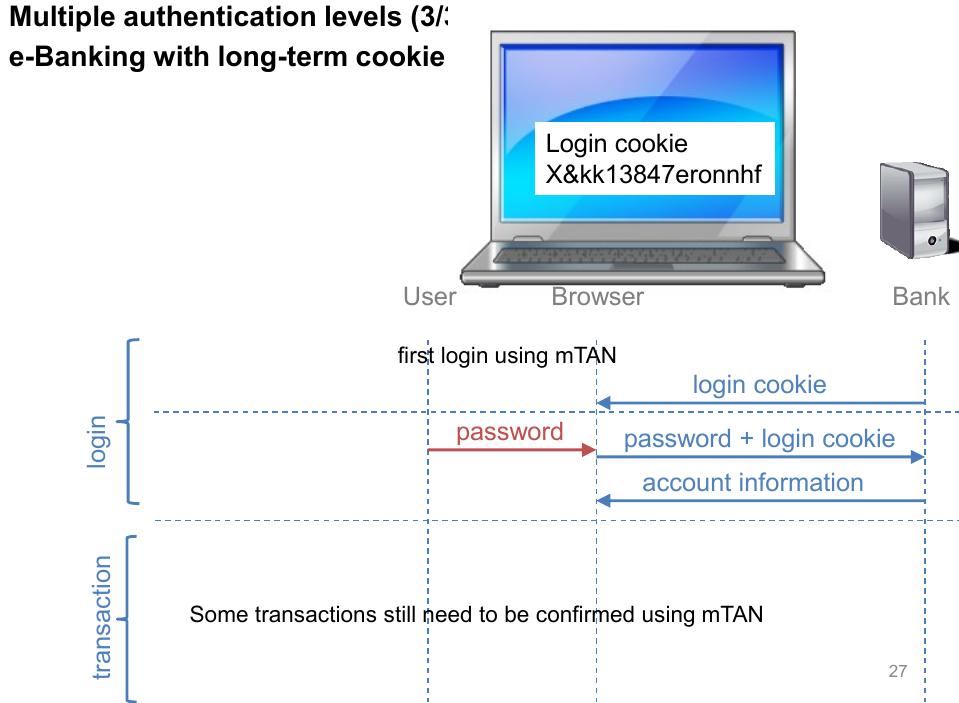 Multiple authentication levels (3/
e-Banking with long-term cookie
Login cookie
X&kk13847eronnhf
User
Browser
Bank
first login using mTAN
login cookie
login
password
password + login cookie
account information
transaction
Some transactions still need to be confirmed using mTAN
27